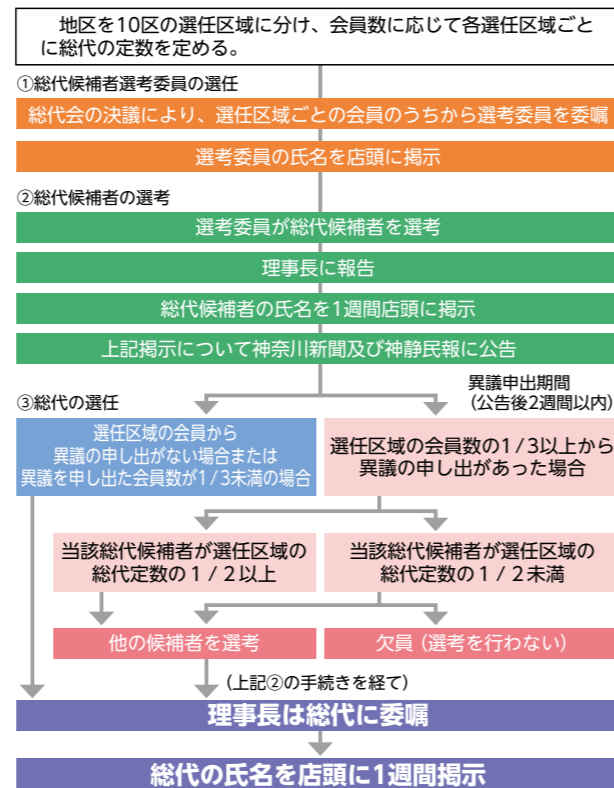 地区を10区の選任区域に分け、会員数に応じて各選任区域ごと
に総代の定数を定める。
①総代候補者選考委員の選任
総代会の決議により、選任区域ごとの会員のうちから選考委員を委嘱
選考委員の氏名を店頭に掲示
②総代候補者の選考
選考委員が総代候補者を選考
理事長に報告
総代候補者の氏名を1週間店頭に掲示
上記掲示について神奈川新聞及び神静民報に公告
異議申出期間
(公告後2週間以内)
③総代の選任
選任区域の会員から
異議の申し出がない場合または
異議を申し出た会員数が1/3未満の場合
選任区域の会員数の1/3以上から
異議の申し出があった場合
当該総代候補者が選任区域の
総代定数の1/2以上
当該総代候補者が選任区域の
総代定数の1/2未満
他の候補者を選考
欠員(選考を行わない)
(上記②の手続きを経て)
理事長は総代に委嘱
総代の氏名を店頭に1週間掲示